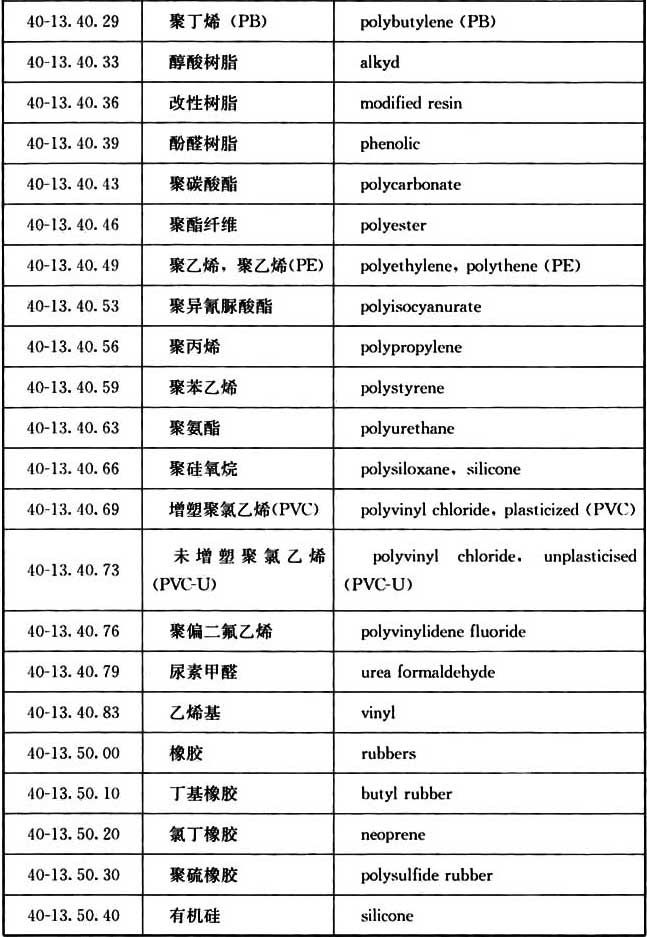 40-13.40.29 聚丁烯（PB） polybutylene (PB)
40-13.40.33 醇酸树脂 alkyd
40-13.40.36 改性树脂 modified resin
40-13.40.39 酚醛树脂 phenolic
40-13.40.43 聚碳酸酯 polycarbonate
40-13.40.46 聚酯纤维 polyester
40-13.40.49 聚乙烯，聚乙烯(PE) polyethylene, polythene (PE)
40-13.40.53 聚异氰脲酸酯 polyisocyanurate
40-13.40.56 聚丙烯 polypropylene
40-13.40.59 聚苯乙烯 polystyrene
40-13.40.63 聚氨酯 polyurethane
40-13.40.66 聚硅氧烷 polysiloxane, silicone
40-13.40.69 增塑聚氯乙烯(PVC) polyvinyl chloride, plasticized (PVC)
40-13.40.73 未增塑聚氯乙烯 polyvinyl chloride, unplasticised
(PVC-U) (PVC-U)
40-13.40.76 聚偏二氟乙烯 polyvinylidene fluoride
40-13.40.79 尿素甲醛 urea formaldehyde
40-13.40.83 乙烯基 vinyl
40-13.50.00 橡胶 rubbers
40-13.50.10 丁基橡胶 butyl rubber
40-13.50.20 氯丁橡胶 neoprene
40-13.50.30 聚硫橡胶 polysulfide rubber
40-13.50.40 有机硅 silicone